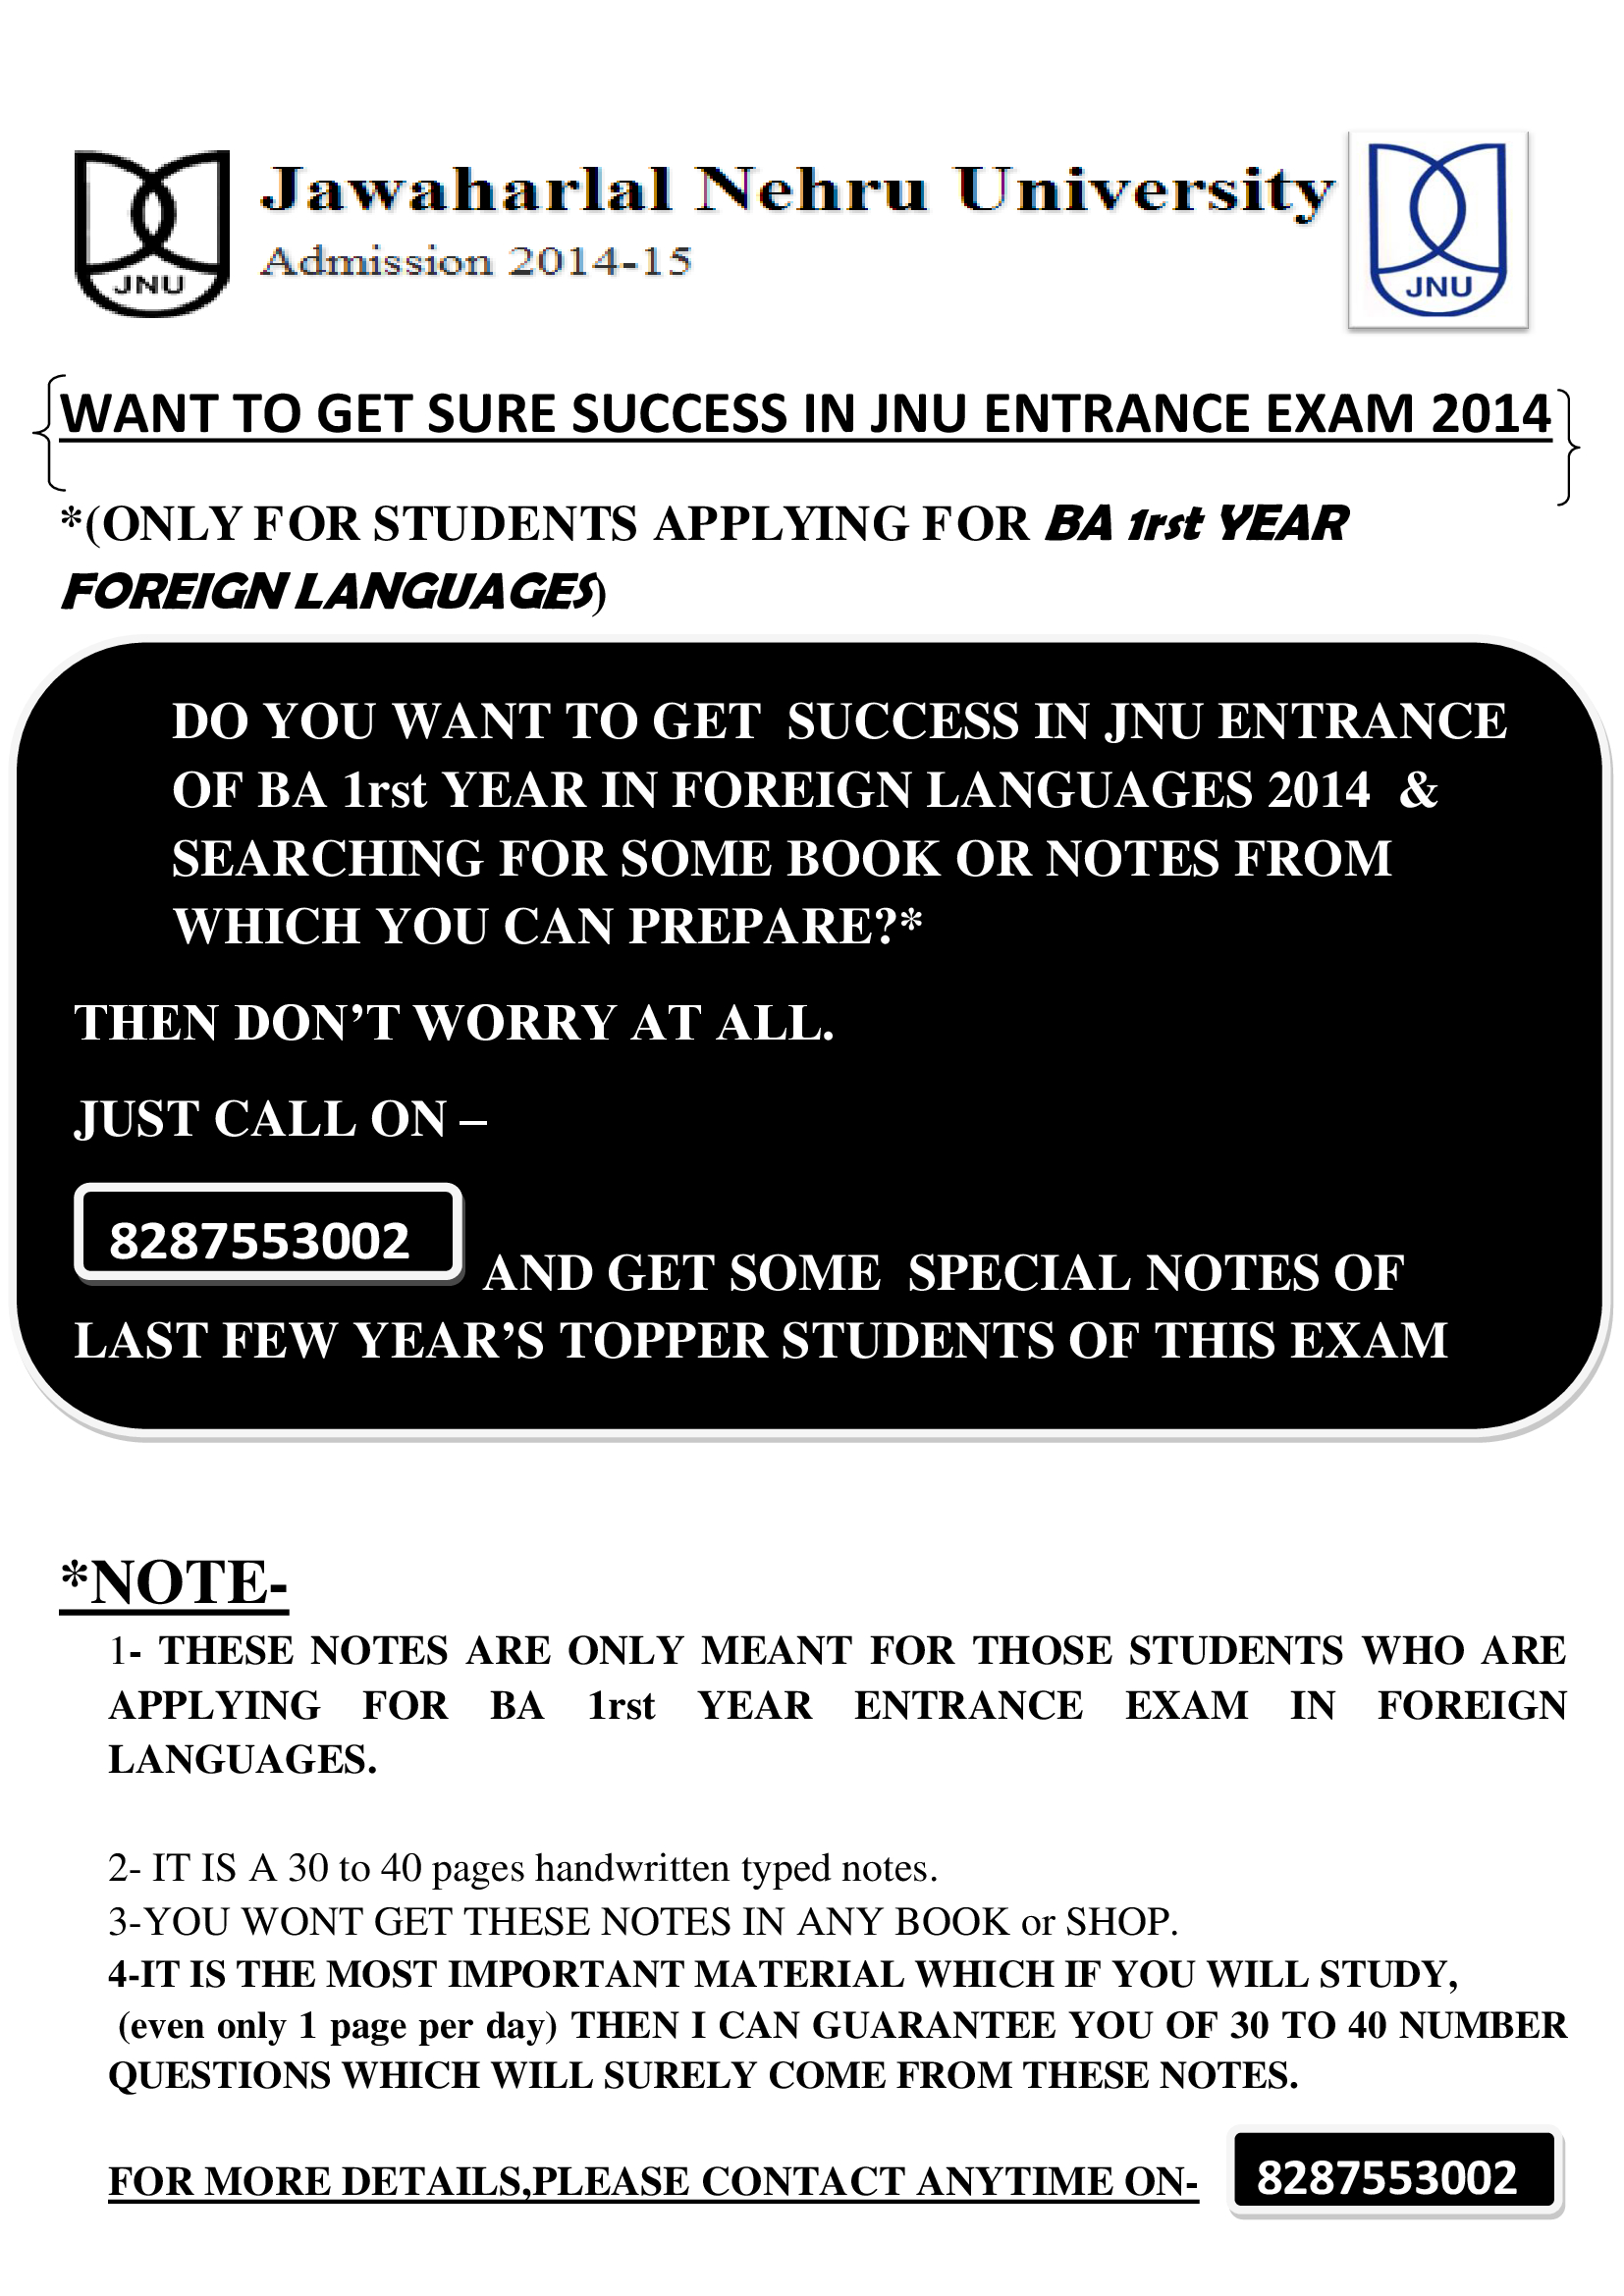 JNU
Jawaharlal Nehru University
Admission 2014-15
JNU
WANT TO GET SURE SUCCESS IN JNU ENTRANCE EXAM 2014
*(ONLY FOR STUDENTS APPLYING FOR BA 1rst YEAR
FOREIGN LANGUAGES)
DO YOU WANT TO GET SUCCESS IN JNU ENTRANCE
OF BA 1rst YEAR IN FOREIGN LANGUAGES 2014 &
SEARCHING FOR SOME BOOK OR NOTES FROM
WHICH YOU CAN PREPARE?*
THEN DON’T WORRY AT ALL.
JUST CALL ON –
8287553002
AND GET SOME SPECIAL NOTES OF
LAST FEW YEAR’S TOPPER STUDENTS OF THIS EXAM
*NOTE-
1- THESE NOTES ARE ONLY MEANT FOR THOSE STUDENTS WHO ARE
APPLYING FOR BA 1rst YEAR ENTRANCE EXAM IN FOREIGN
LANGUAGES.
2- IT IS A 30 to 40 pages handwritten typed notes.
3-YOU WONT GET THESE NOTES IN ANY BOOK or SHOP.
4-IT IS THE MOST IMPORTANT MATERIAL WHICH IF YOU WILL STUDY,
(even only 1 page per day) THEN I CAN GUARANTEE YOU OF 30 TO 40 NUMBER
QUESTIONS WHICH WILL SURELY COME FROM THESE NOTES.
FOR MORE DETAILS,PLEASE CONTACT ANYTIME ON-
8287553002